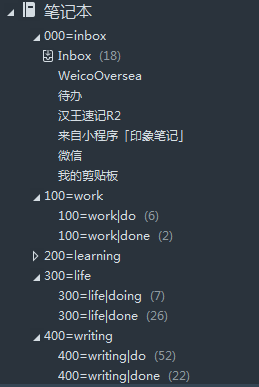 笔记本
000=inbox
Inbox (18)
WeicoOversea
待办
汉王速记R2
来自小程序「印象笔记」
微信
我的剪贴板
100=work
100=work|do (6)
100=work|done (2)
200=learning
300=life
300=life|doing (7)
300=life|done (26)
400=writing
400=writing|do (52)
400=writing|done (22)